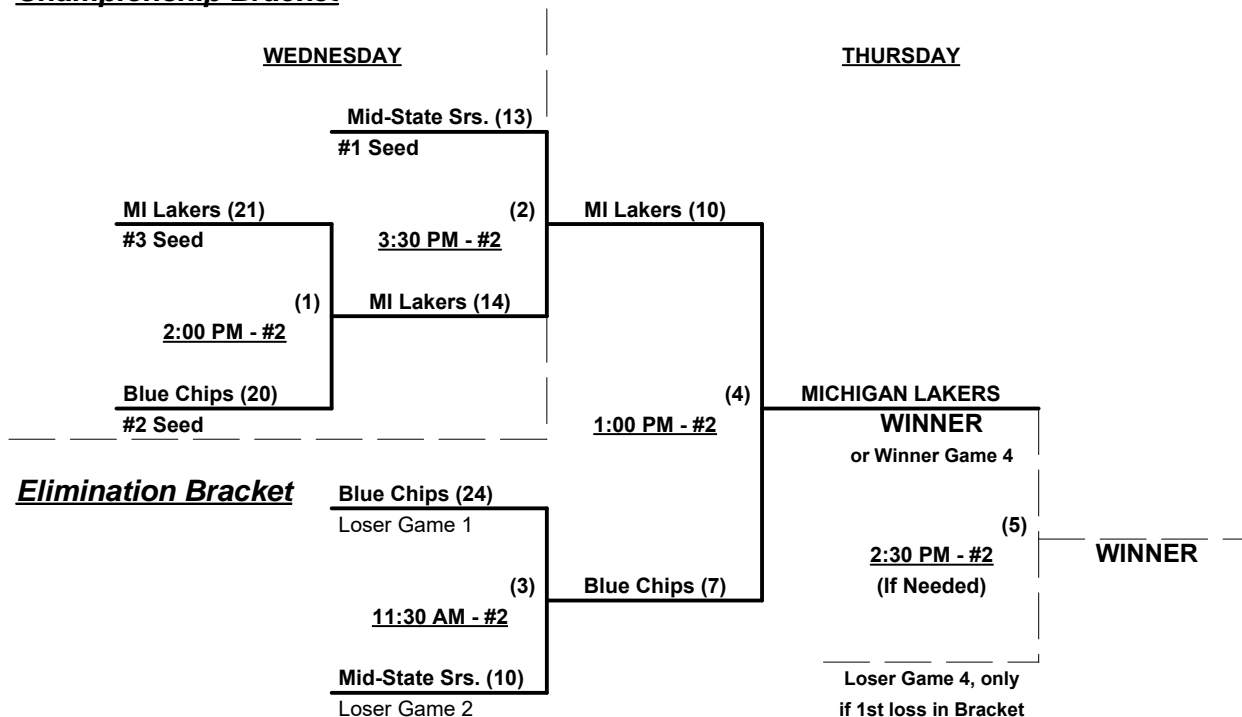 Championship Bracket
WEDNESDAY
THURSDAY
Mid-State Srs. (13)
#1 Seed
MI Lakers (21)
#3 Seed
(2)
3:30 PM - #2
MI Lakers (10)
(1)
2:00 PM - #2
MI Lakers (14)
Blue Chips (20)
#2 Seed
(4)
1:00 PM - #2
MICHIGAN LAKERS
WINNER
or Winner Game 4
Elimination Bracket
Blue Chips (24)
Loser Game 1
(3)
11:30 AM - #2
Blue Chips (7)
(5)
2:30 PM - #2
(If Needed)
WINNER
Mid-State Srs. (10)
Loser Game 2
Loser Game 4, only
if 1st loss in Bracket